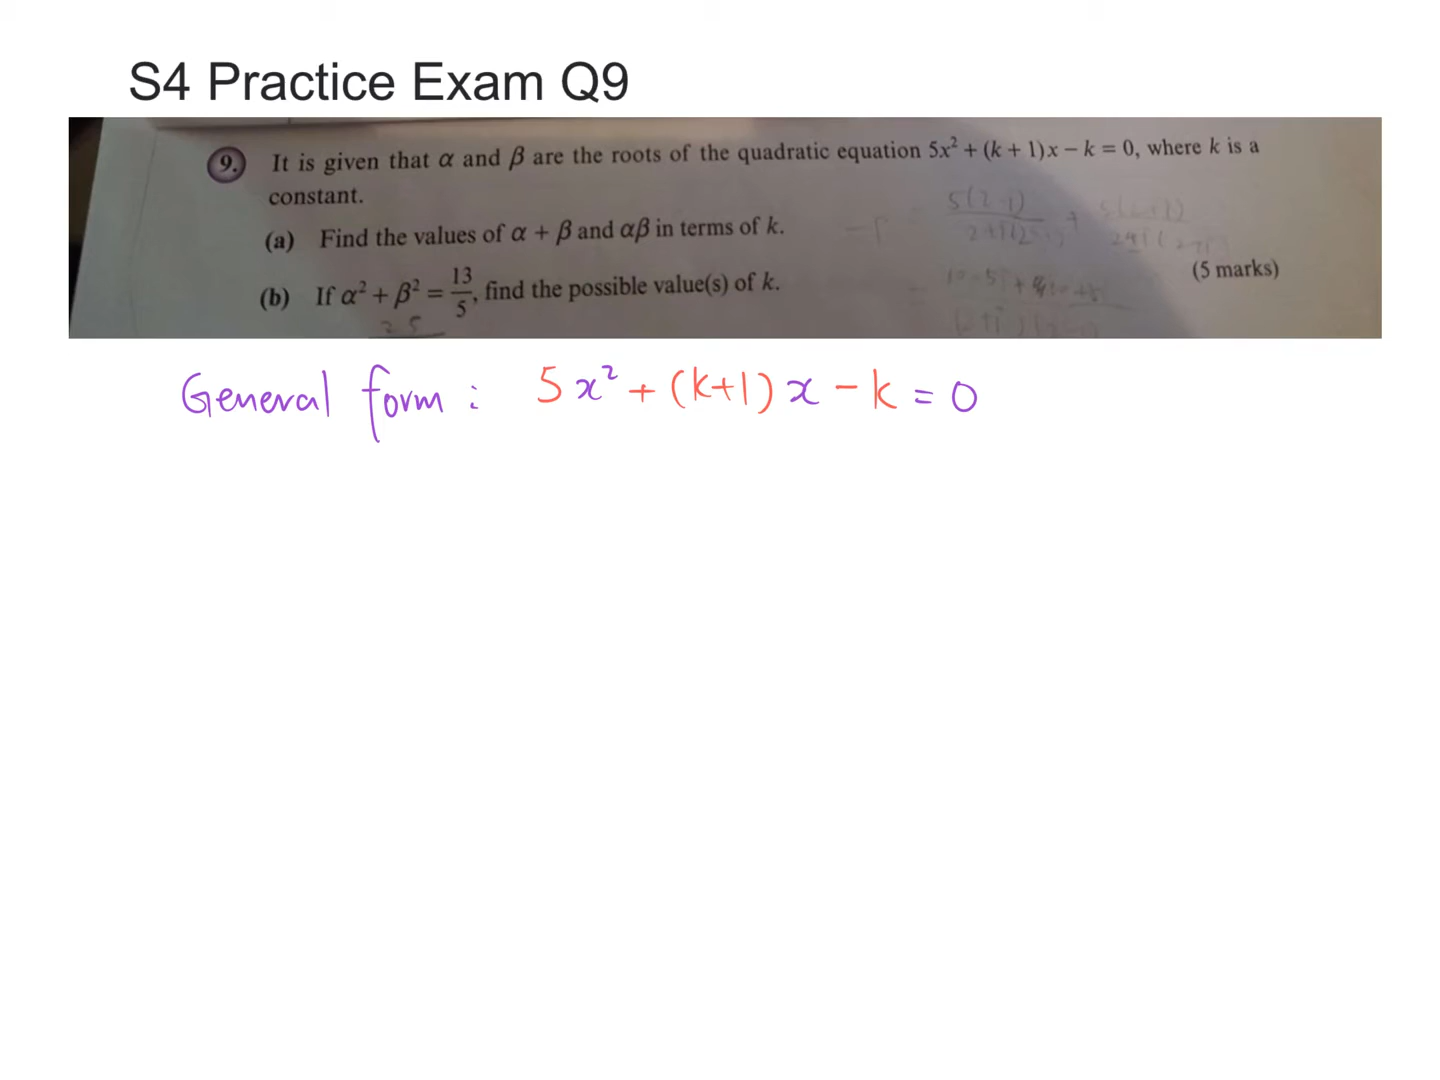 S4 Practice Exam Q9
9. It is given that α and β are the roots of the quadratic equation 5x² + (k + 1)x − k = 0, where k is a
constant.
(a) Find the values of α + β and αβ in terms of k.
(b) If α² + β² = 13/5, find the possible value(s) of k.
(5 marks)
General form : 5x² + (k+1)x − k = 0